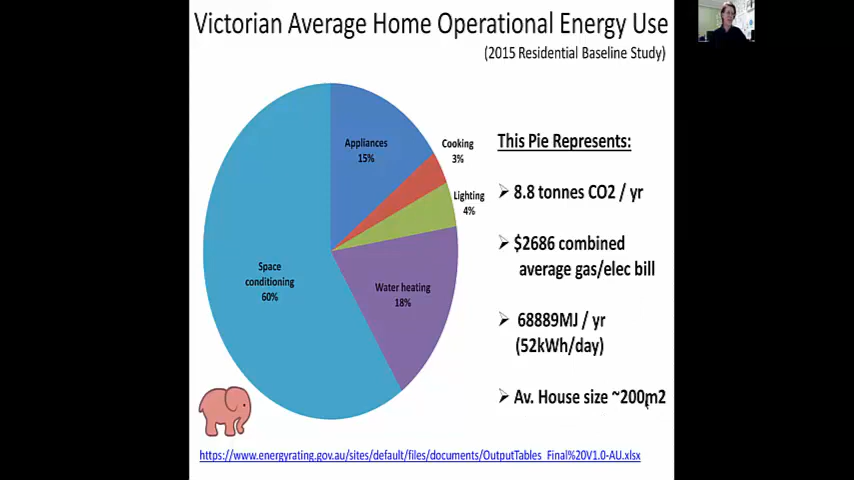 Victorian Average Home Operational Energy Use
(2015 Residential Baseline Study)
Appliances
15%
Cooking
3%
Lighting
4%
Water heating
18%
Space
conditioning
60%
This Pie Represents:
➢ 8.8 tonnes CO2 / yr
➢ $2686 combined
average gas/elec bill
➢ 68889MJ / yr
(52kWh/day)
➢ Av. House size ~200m2
https://www.energyrating.gov.au/sites/default/files/documents/OutputTables_Final%20V1.0-AU.xlsx